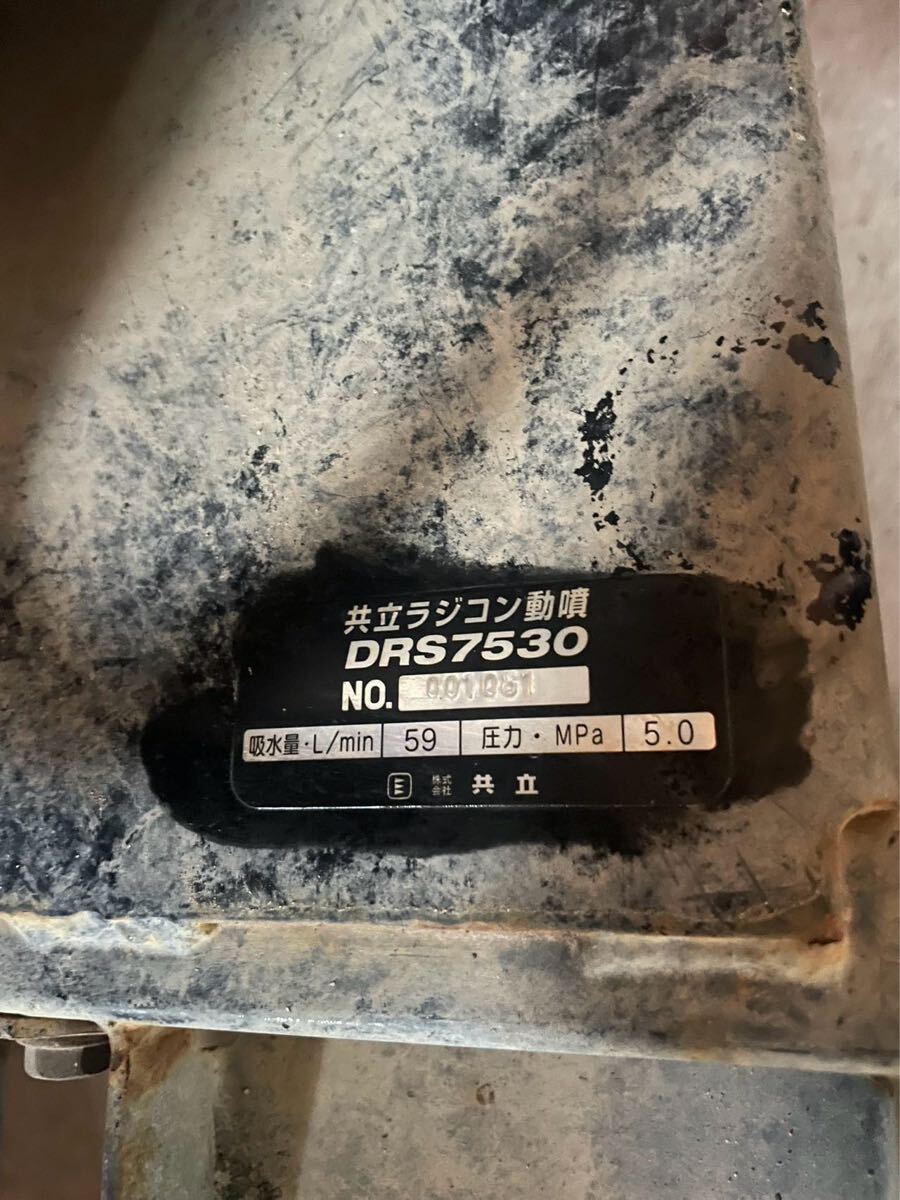 共立ラジコン動噴
DRS7530
NO. 001061
吸水量・L/min 59 圧力・MPa 5.0
株式会社 共立